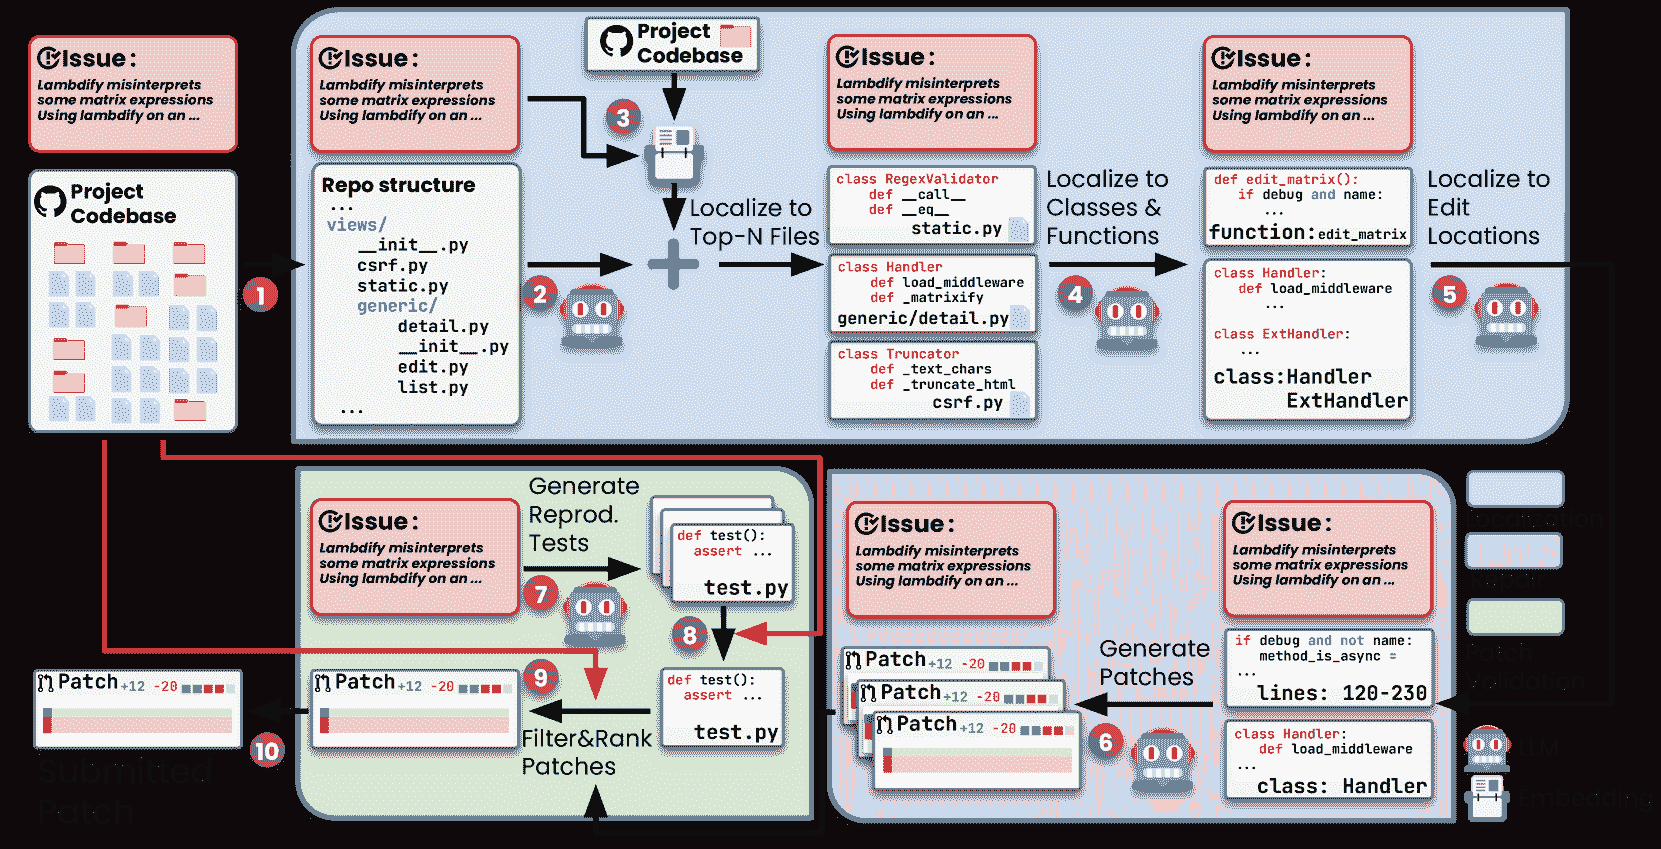 Issue:
Lambdify misinterprets
some matrix expressions
Using lambdify on an ...
Project
Codebase
1
Issue:
Lambdify misinterprets
some matrix expressions
Using lambdify on an ...
Repo structure
...
views/
__init__.py
csrf.py
static.py
generic/
detail.py
__init__.py
edit.py
list.py
...
2
Project
Codebase
3
Localize to
Top-N Files
Issue:
Lambdify misinterprets
some matrix expressions
Using lambdify on an ...
class RegexValidator
def __call__
def __eq__
static.py
class Handler
def load_middleware
def _matrixify
generic/detail.py
class Truncator
def _text_chars
def _truncate_html
csrf.py
Localize to
Classes &
Functions
4
Issue:
Lambdify misinterprets
some matrix expressions
Using lambdify on an ...
def edit_matrix():
if debug and name:
...
function:edit_matrix
class Handler:
def load_middleware
...
class ExtHandler:
...
class:Handler
ExtHandler
Localize to
Edit
Locations
5
Issue:
Lambdify misinterprets
some matrix expressions
Using lambdify on an ...
if debug and not name:
method_is_async =
...
lines: 120-230
class Handler:
def load_middleware
...
class: Handler
Generate
Patches
6
Issue:
Lambdify misinterprets
some matrix expressions
Using lambdify on an ...
Patch +12 -20
+12 -20
Patch +12 -20
Issue:
Lambdify misinterprets
some matrix expressions
Using lambdify on an ...
Generate
Reprod.
Tests
7
def test():
assert ...
test.py
8
def test():
assert ...
test.py
9
Filter&Rank
Patches
Patch +12 -20
10
Patch +12 -20
Submitted
Patch
Localization
Repair
Patch
Validation
LLM
Embedding